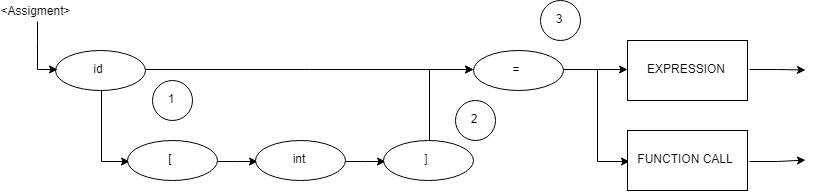 <Assigment>
3
id
=
EXPRESSION
1
2
[
int
]
FUNCTION CALL